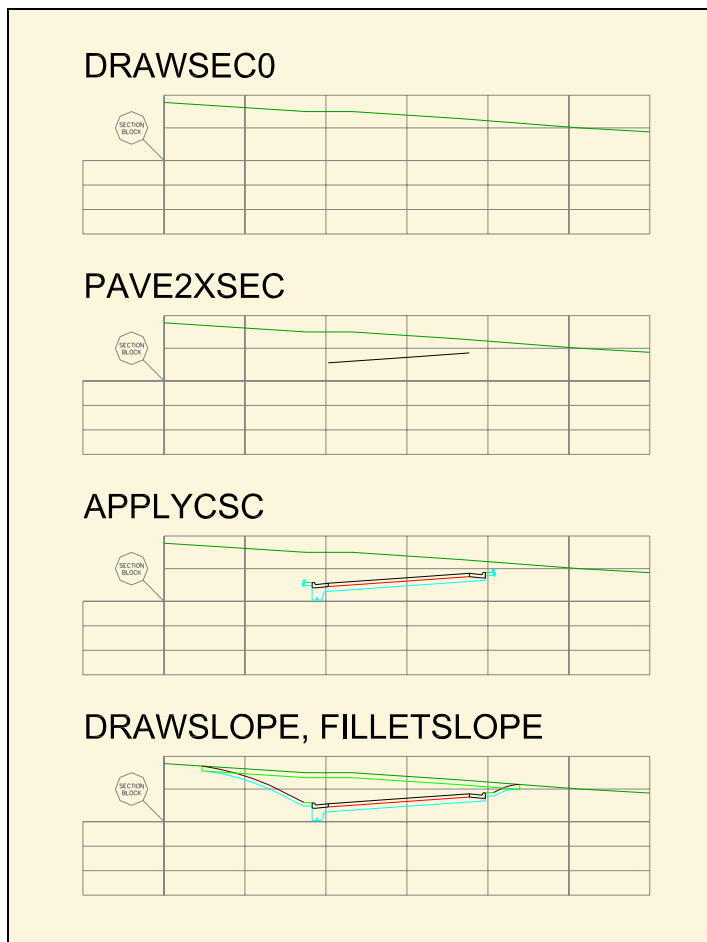 DRAWSEC0
SECTION
BLOCK
PAVE2XSEC
SECTION
BLOCK
APPLYCSC
SECTION
BLOCK
DRAWSLOPE, FILLETSLOPE
SECTION
BLOCK